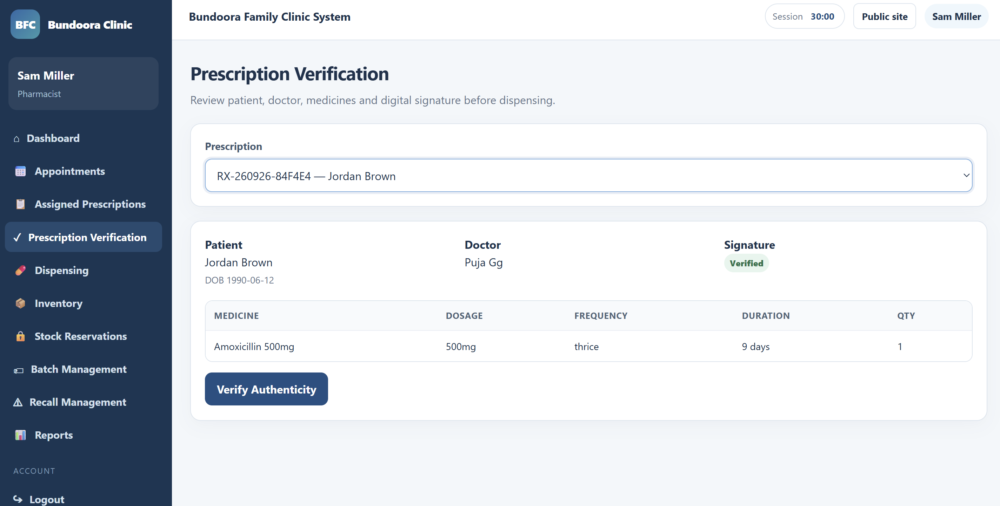 BFC
Bundoora Clinic
Sam Miller
Pharmacist
Dashboard
Appointments
Assigned Prescriptions
Prescription Verification
Dispensing
Inventory
Stock Reservations
Batch Management
Recall Management
Reports
ACCOUNT
Logout
Bundoora Family Clinic System
Session 30:00
Public site
Sam Miller
Prescription Verification
Review patient, doctor, medicines and digital signature before dispensing.
Prescription
RX-260926-84F4E4 — Jordan Brown
Patient Doctor Signature
Jordan Brown Puja Gg Verified
DOB 1990-06-12
MEDICINE DOSAGE FREQUENCY DURATION QTY
Amoxicillin 500mg 500mg thrice 9 days 1
Verify Authenticity